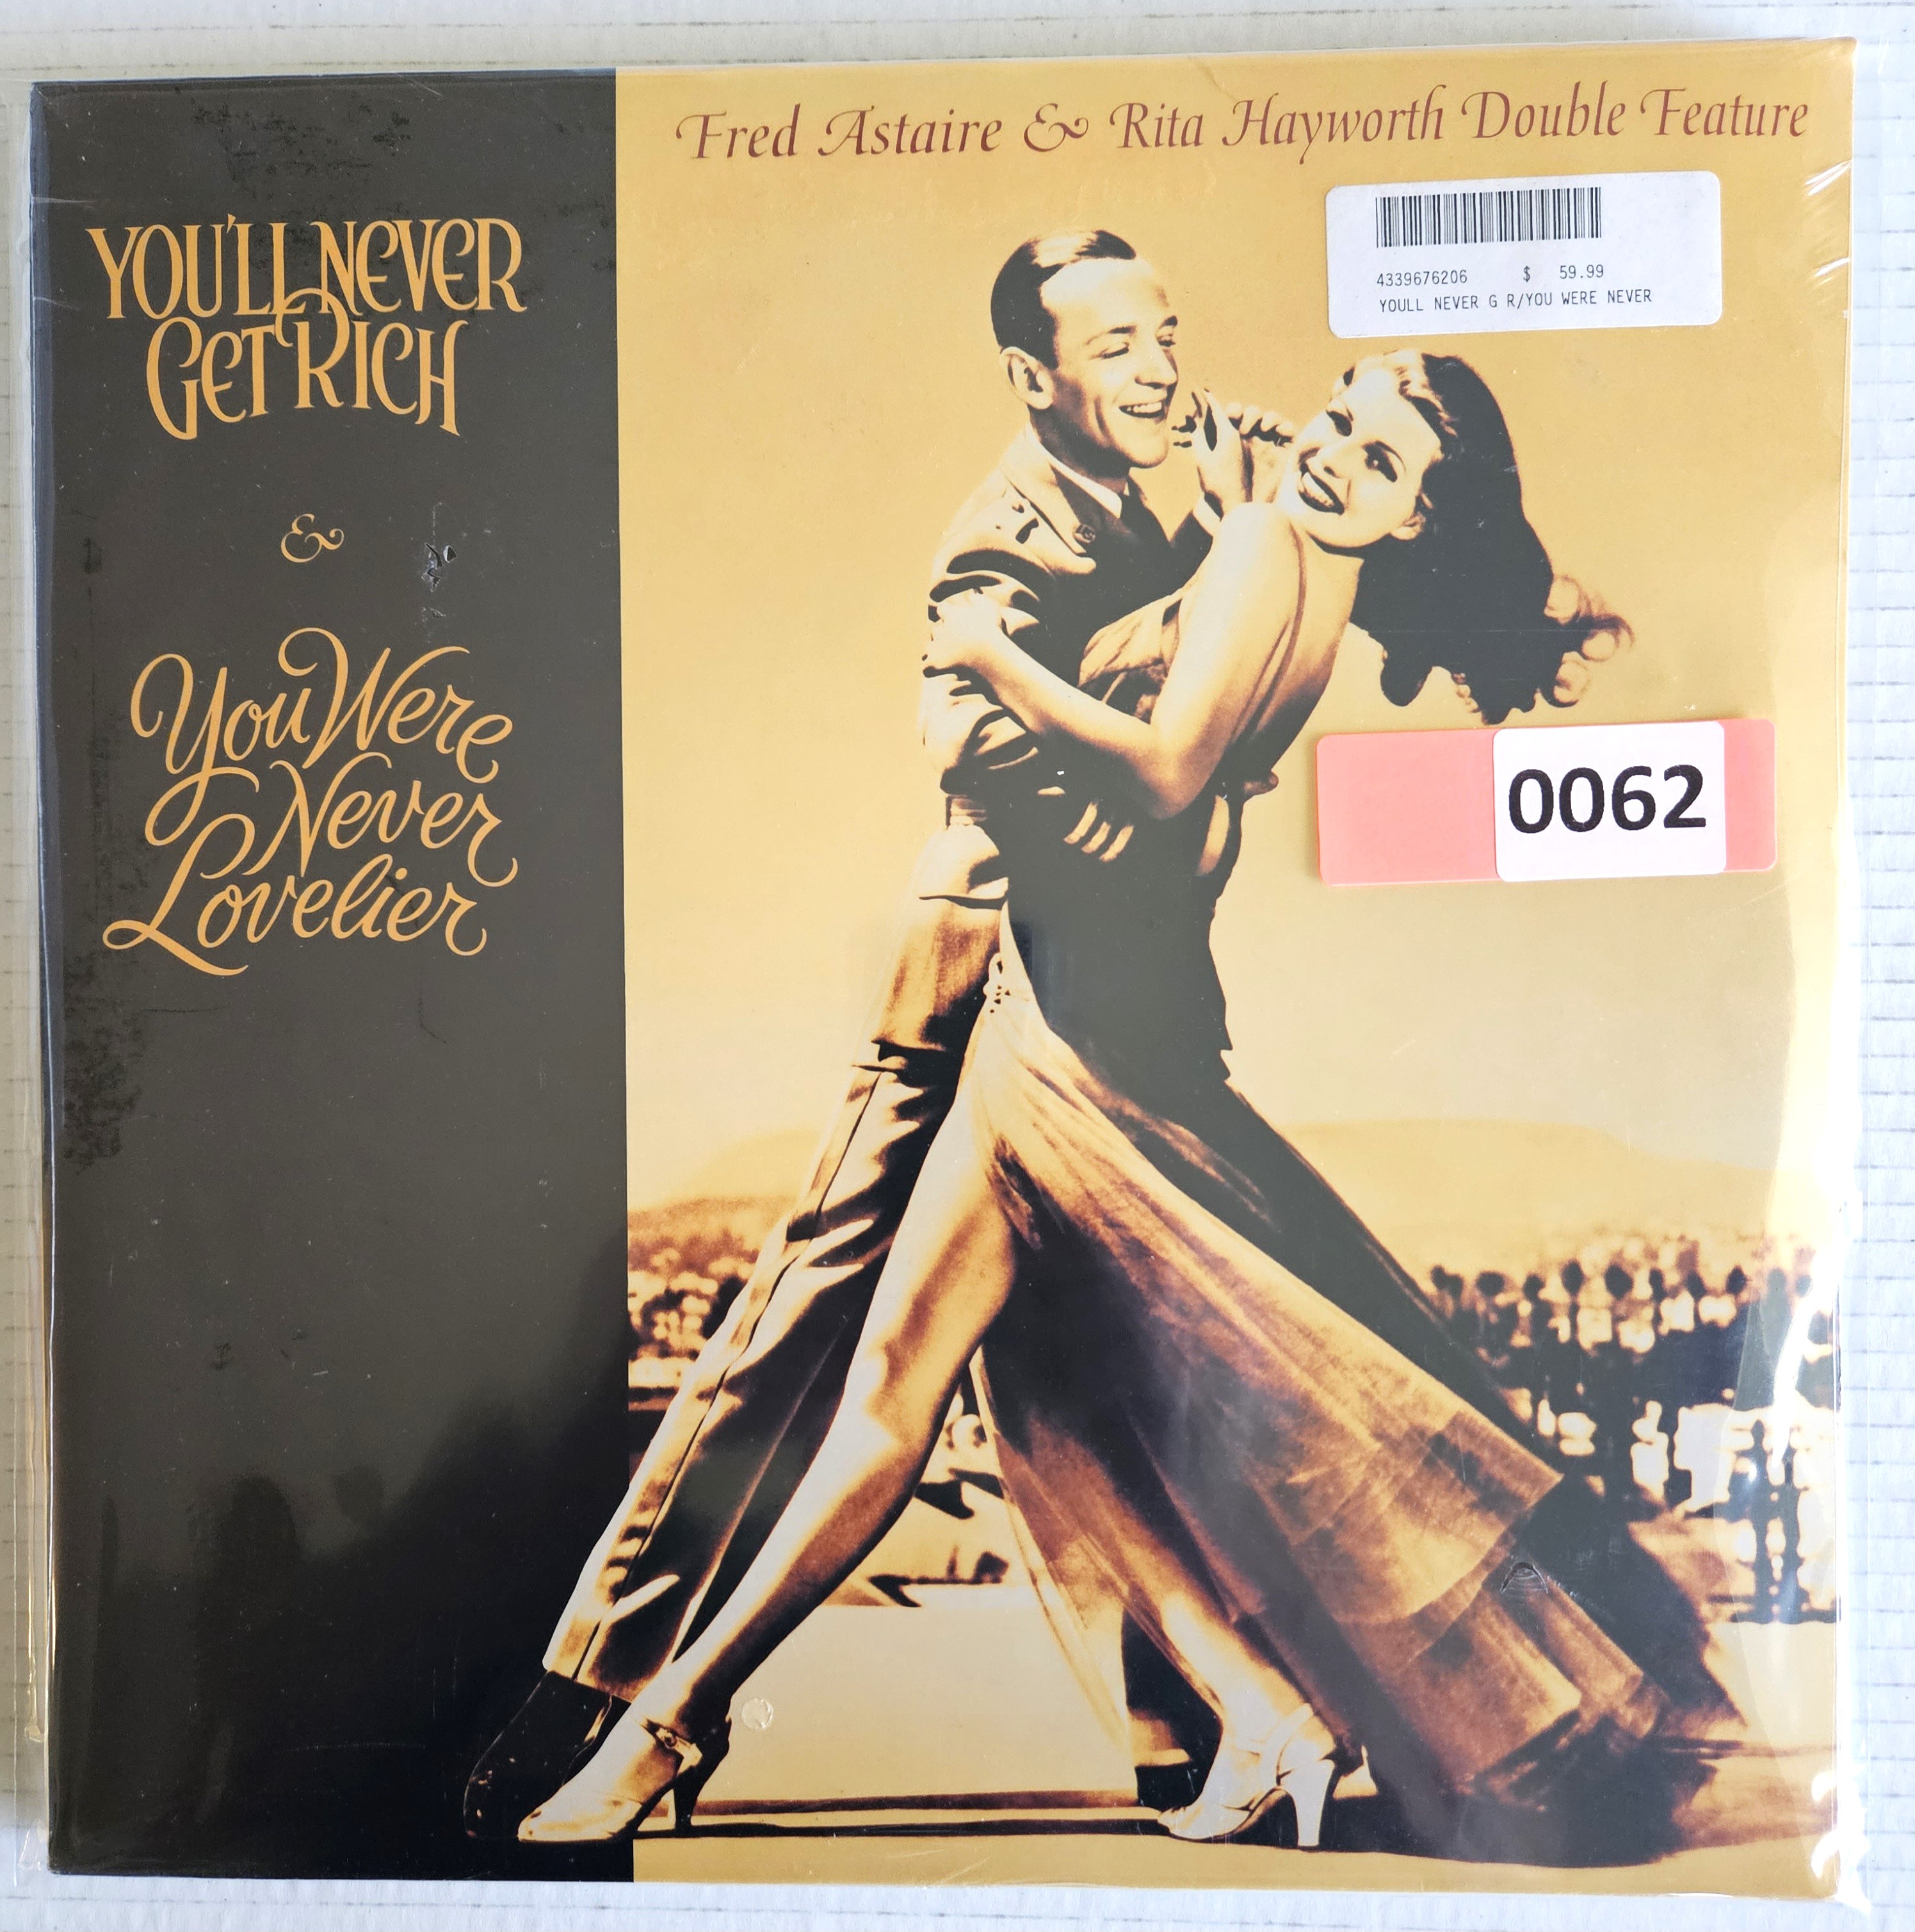 Fred Astaire & Rita Hayworth Double Feature
YOU'LL NEVER
GET RICH
&
You Were
Never
Lovelier
4339676206 $ 59.99
YOULL NEVER G R/YOU WERE NEVER
0062